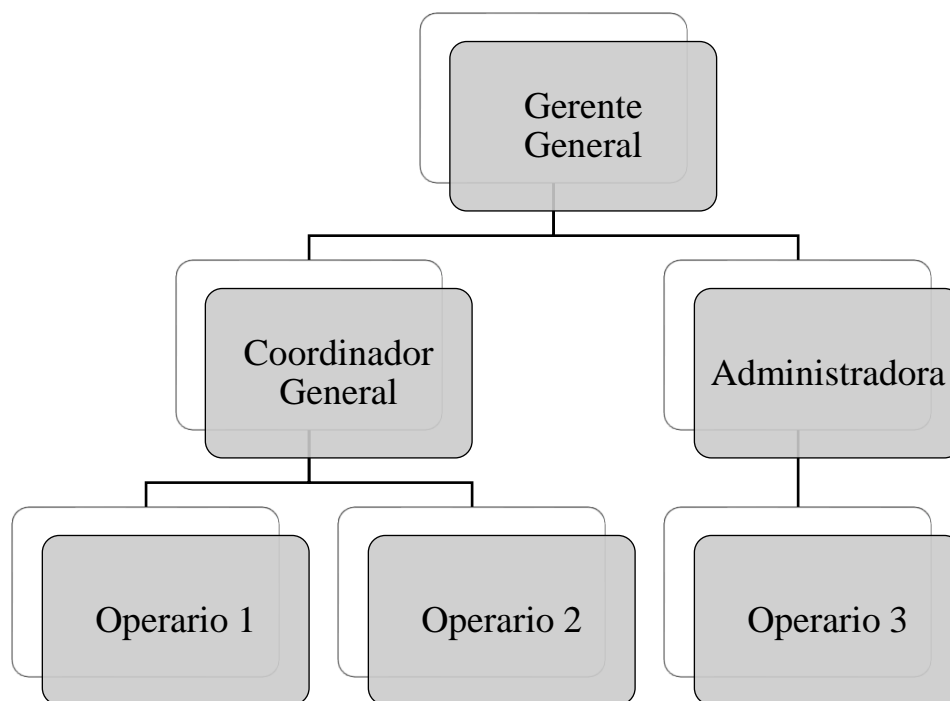 Gerente
General
Coordinador
General
Administradora
Operario 1
Operario 2
Operario 3